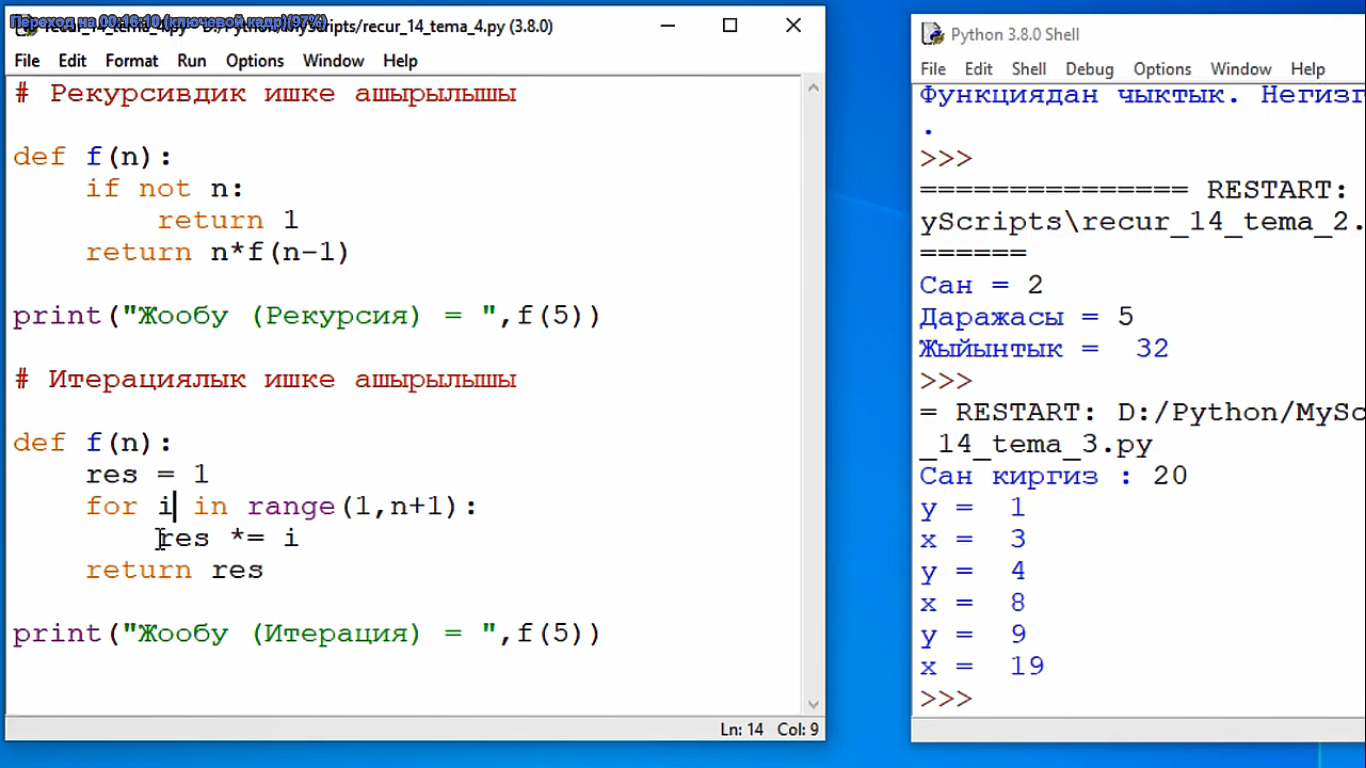 Переход на 00:16:10 (ключевой кадр)(97%)
recur_14_tema_4.py - D:/Python/MyScripts/recur_14_tema_4.py (3.8.0)
File Edit Format Run Options Window Help
# Рекурсивдик ишке ашырылышы
def f(n):
    if not n:
        return 1
    return n*f(n-1)
print("Жообу (Рекурсия) = ",f(5))
# Итерациялык ишке ашырылышы
def f(n):
    res = 1
    for i in range(1,n+1):
        res *= i
    return res
print("Жообу (Итерация) = ",f(5))
Ln: 14 Col: 9
Python 3.8.0 Shell
File Edit Shell Debug Options Window Help
Функциядан чыктык. Негизг
.
>>>
=============== RESTART:
yScripts\recur_14_tema_2.
======
Сан = 2
Даражасы = 5
Жыйынтык =  32
>>>
= RESTART: D:/Python/MySc
_14_tema_3.py
Сан киргиз : 20
y =  1
x =  3
y =  4
x =  8
y =  9
x =  19
>>>